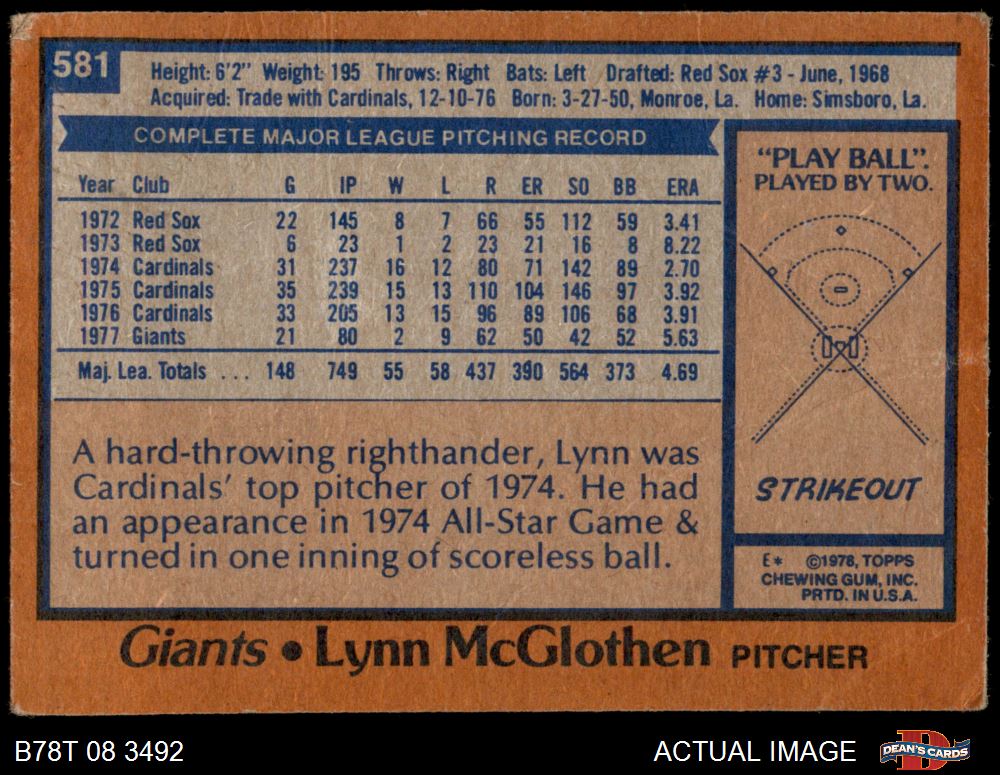 581
Height: 6'2" Weight: 195 Throws: Right Bats: Left Drafted: Red Sox #3 - June, 1968
Acquired: Trade with Cardinals, 12-10-76 Born: 3-27-50, Monroe, La. Home: Simsboro, La.
COMPLETE MAJOR LEAGUE PITCHING RECORD
Year Club G IP W L R ER SO BB ERA
1972 Red Sox 22 145 8 7 66 55 112 59 3.41
1973 Red Sox 6 23 1 2 23 21 16 8 8.22
1974 Cardinals 31 237 16 12 80 71 142 89 2.70
1975 Cardinals 35 239 15 13 110 104 146 97 3.92
1976 Cardinals 33 205 13 15 96 89 106 68 3.91
1977 Giants 21 80 2 9 62 50 42 52 5.63
Maj. Lea. Totals ... 148 749 55 58 437 390 564 373 4.69
A hard-throwing righthander, Lynn was
Cardinals' top pitcher of 1974. He had
an appearance in 1974 All-Star Game &
turned in one inning of scoreless ball.
"PLAY BALL".
PLAYED BY TWO.
STRIKEOUT
E* ©1978, TOPPS
CHEWING GUM, INC.
PRTD. IN U.S.A.
Giants • Lynn McGlothen PITCHER
B78T 08 3492
ACTUAL IMAGE
DEAN'S CARDS